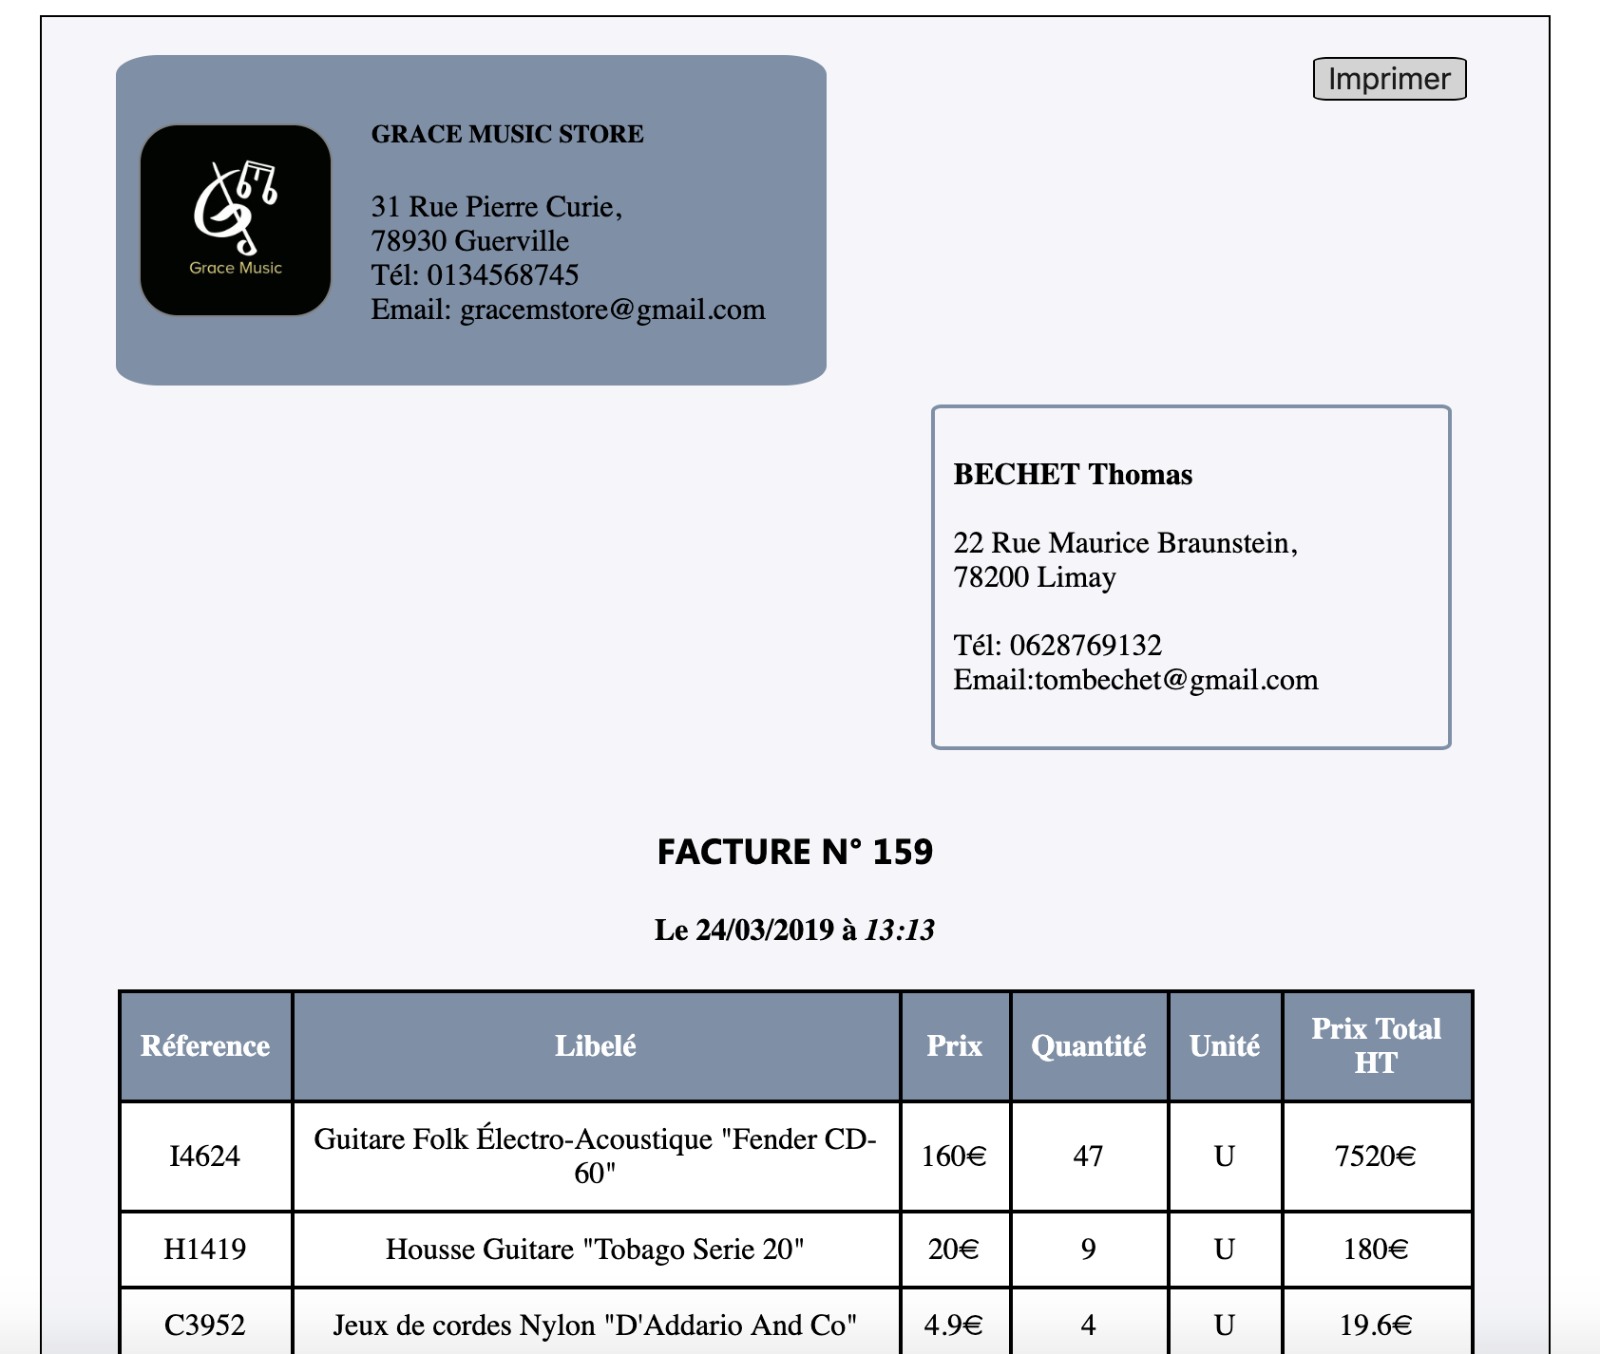 Imprimer
GRACE MUSIC STORE
31 Rue Pierre Curie,
78930 Guerville
Tél: 0134568745
Email: gracemstore@gmail.com
Grace Music
BECHET Thomas
22 Rue Maurice Braunstein,
78200 Limay
Tél: 0628769132
Email:tombechet@gmail.com
FACTURE N° 159
Le 24/03/2019 à 13:13
Réference Libelé Prix Quantité Unité Prix Total
HT
I4624 Guitare Folk Électro-Acoustique "Fender CD-
60" 160€ 47 U 7520€
H1419 Housse Guitare "Tobago Serie 20" 20€ 9 U 180€
C3952 Jeux de cordes Nylon "D'Addario And Co" 4.9€ 4 U 19.6€